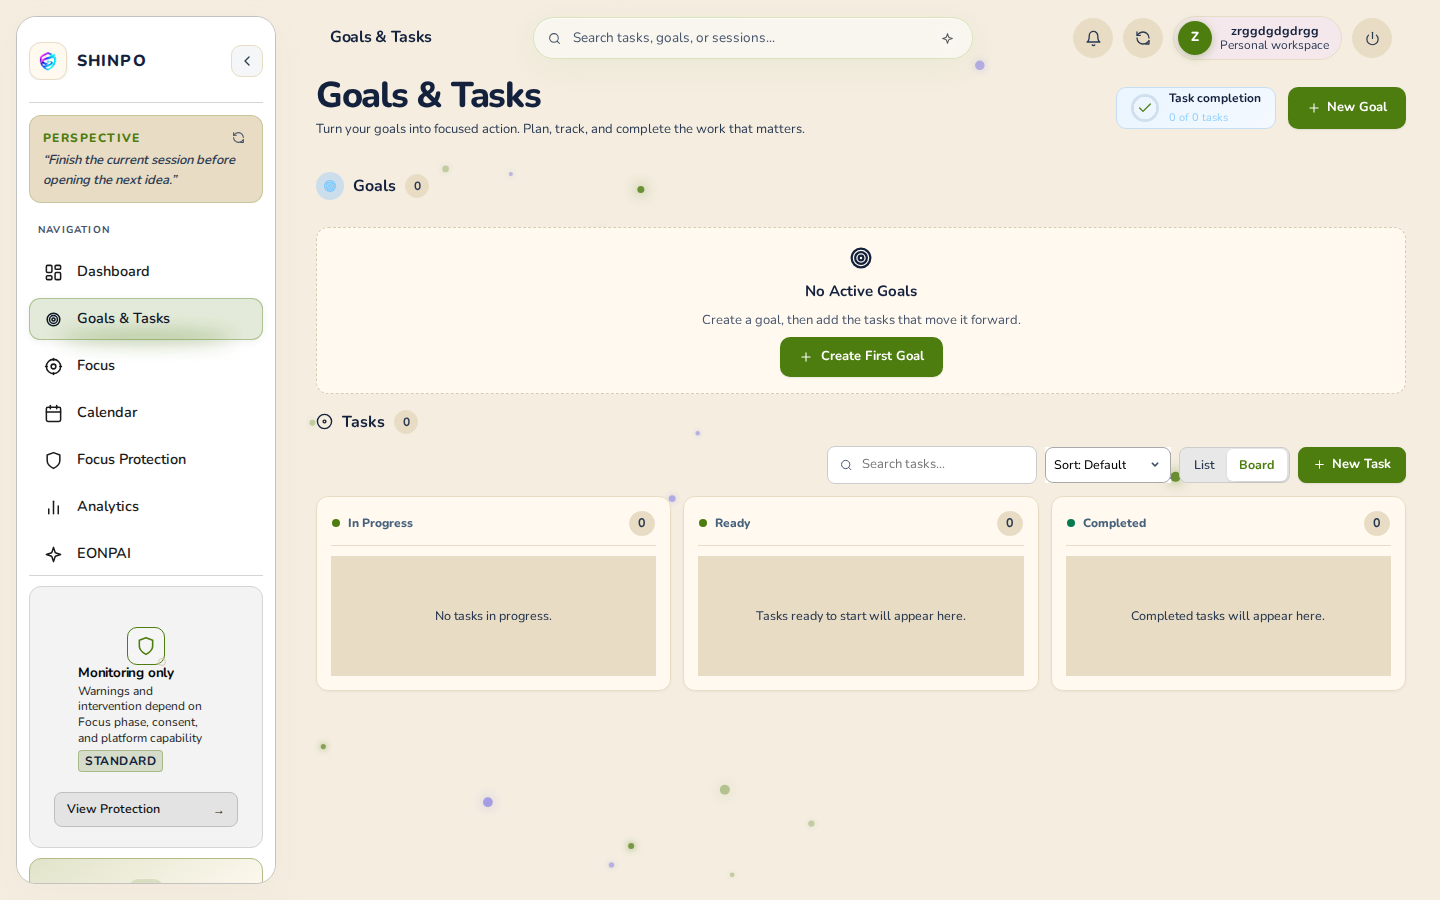 SHINPO
PERSPECTIVE
“Finish the current session before
opening the next idea.”
NAVIGATION
Dashboard
Goals & Tasks
Focus
Calendar
Focus Protection
Analytics
EONPAI
Monitoring only
Warnings and
intervention depend on
Focus phase, consent,
and platform capability
STANDARD
View Protection →
Goals & Tasks
Search tasks, goals, or sessions...
Z
zrggdgdgdrgg
Personal workspace
Goals & Tasks
Turn your goals into focused action. Plan, track, and complete the work that matters.
Task completion
0 of 0 tasks
New Goal
Goals 0
No Active Goals
Create a goal, then add the tasks that move it forward.
Create First Goal
Tasks 0
Search tasks...
Sort: Default
List
Board
New Task
In Progress 0
No tasks in progress.
Ready 0
Tasks ready to start will appear here.
Completed 0
Completed tasks will appear here.